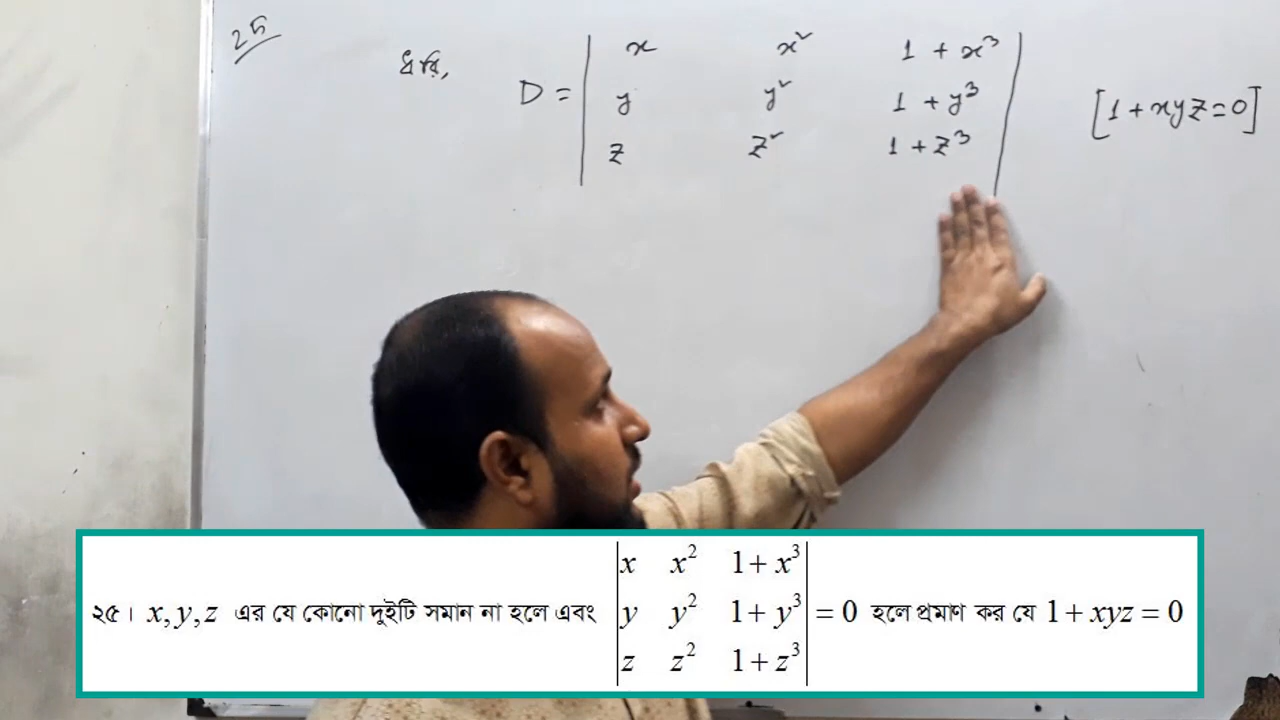 ২৫
ধরি, D = | x x² 1 + x³ |
| y y² 1 + y³ | [1 + xyz = 0]
| z z² 1 + z³ |
২৫। x, y, z এর যে কোনো দুইটি সমান না হলে এবং | x x² 1 + x³ |
| y y² 1 + y³ | = 0 হলে প্রমাণ কর যে 1 + xyz = 0
| z z² 1 + z³ |